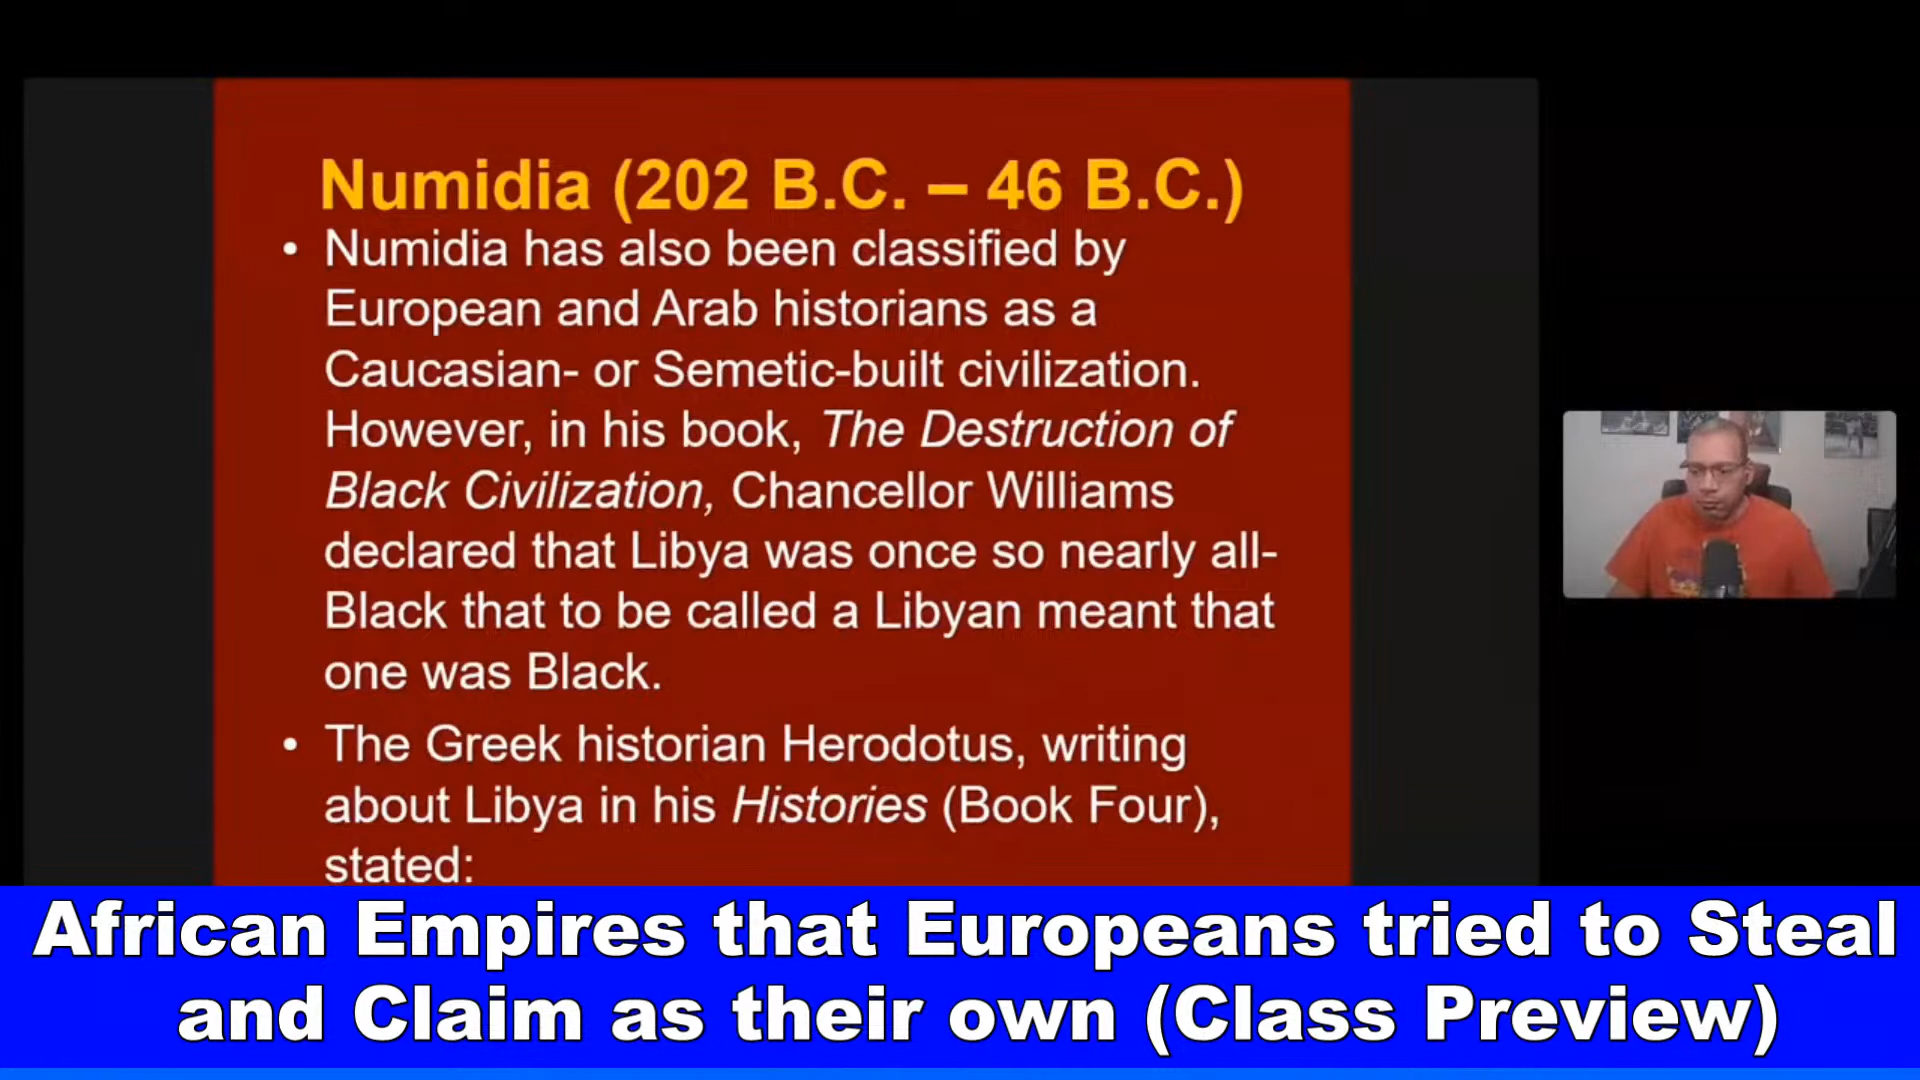 Numidia (202 B.C. – 46 B.C.)
• Numidia has also been classified by
European and Arab historians as a
Caucasian- or Semetic-built civilization.
However, in his book, The Destruction of
Black Civilization, Chancellor Williams
declared that Libya was once so nearly all-
Black that to be called a Libyan meant that
one was Black.
• The Greek historian Herodotus, writing
about Libya in his Histories (Book Four),
stated:
African Empires that Europeans tried to Steal
and Claim as their own (Class Preview)